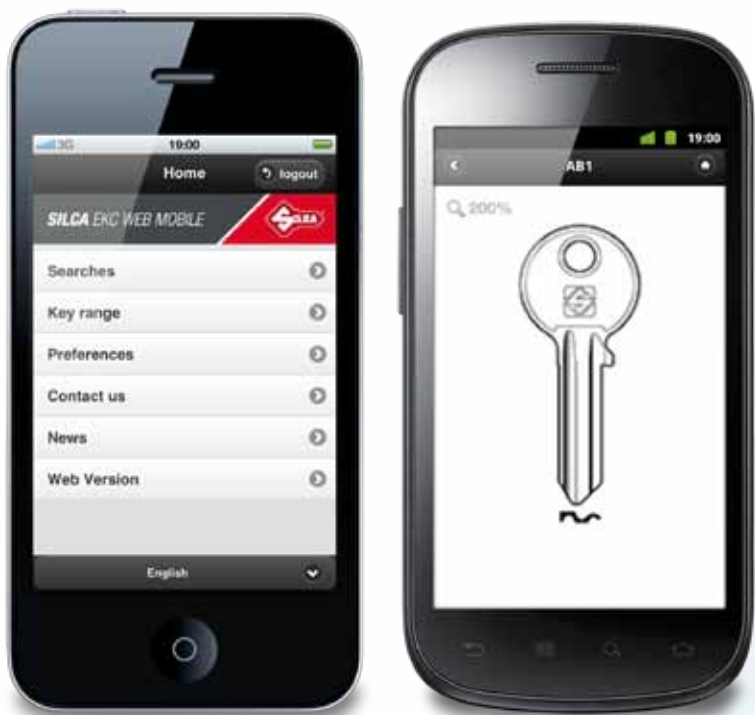 3G 19:00
Home logout
SILCA EKC WEB MOBILE SILCA
Searches
Key range
Preferences
Contact us
News
Web Version
English
19:00
AB1
200%